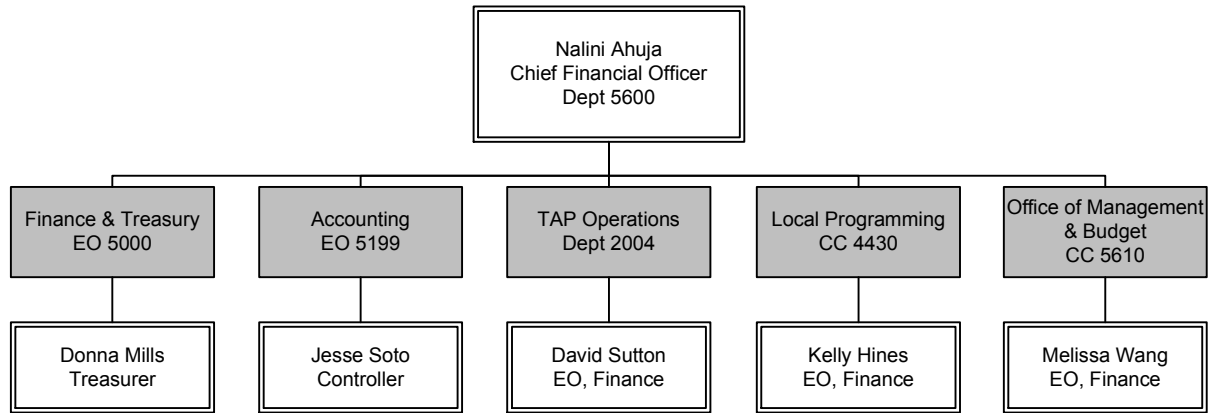 Nalini Ahuja
Chief Financial Officer
Dept 5600
Finance & Treasury
EO 5000
Accounting
EO 5199
TAP Operations
Dept 2004
Local Programming
CC 4430
Office of Management
& Budget
CC 5610
Donna Mills
Treasurer
Jesse Soto
Controller
David Sutton
EO, Finance
Kelly Hines
EO, Finance
Melissa Wang
EO, Finance